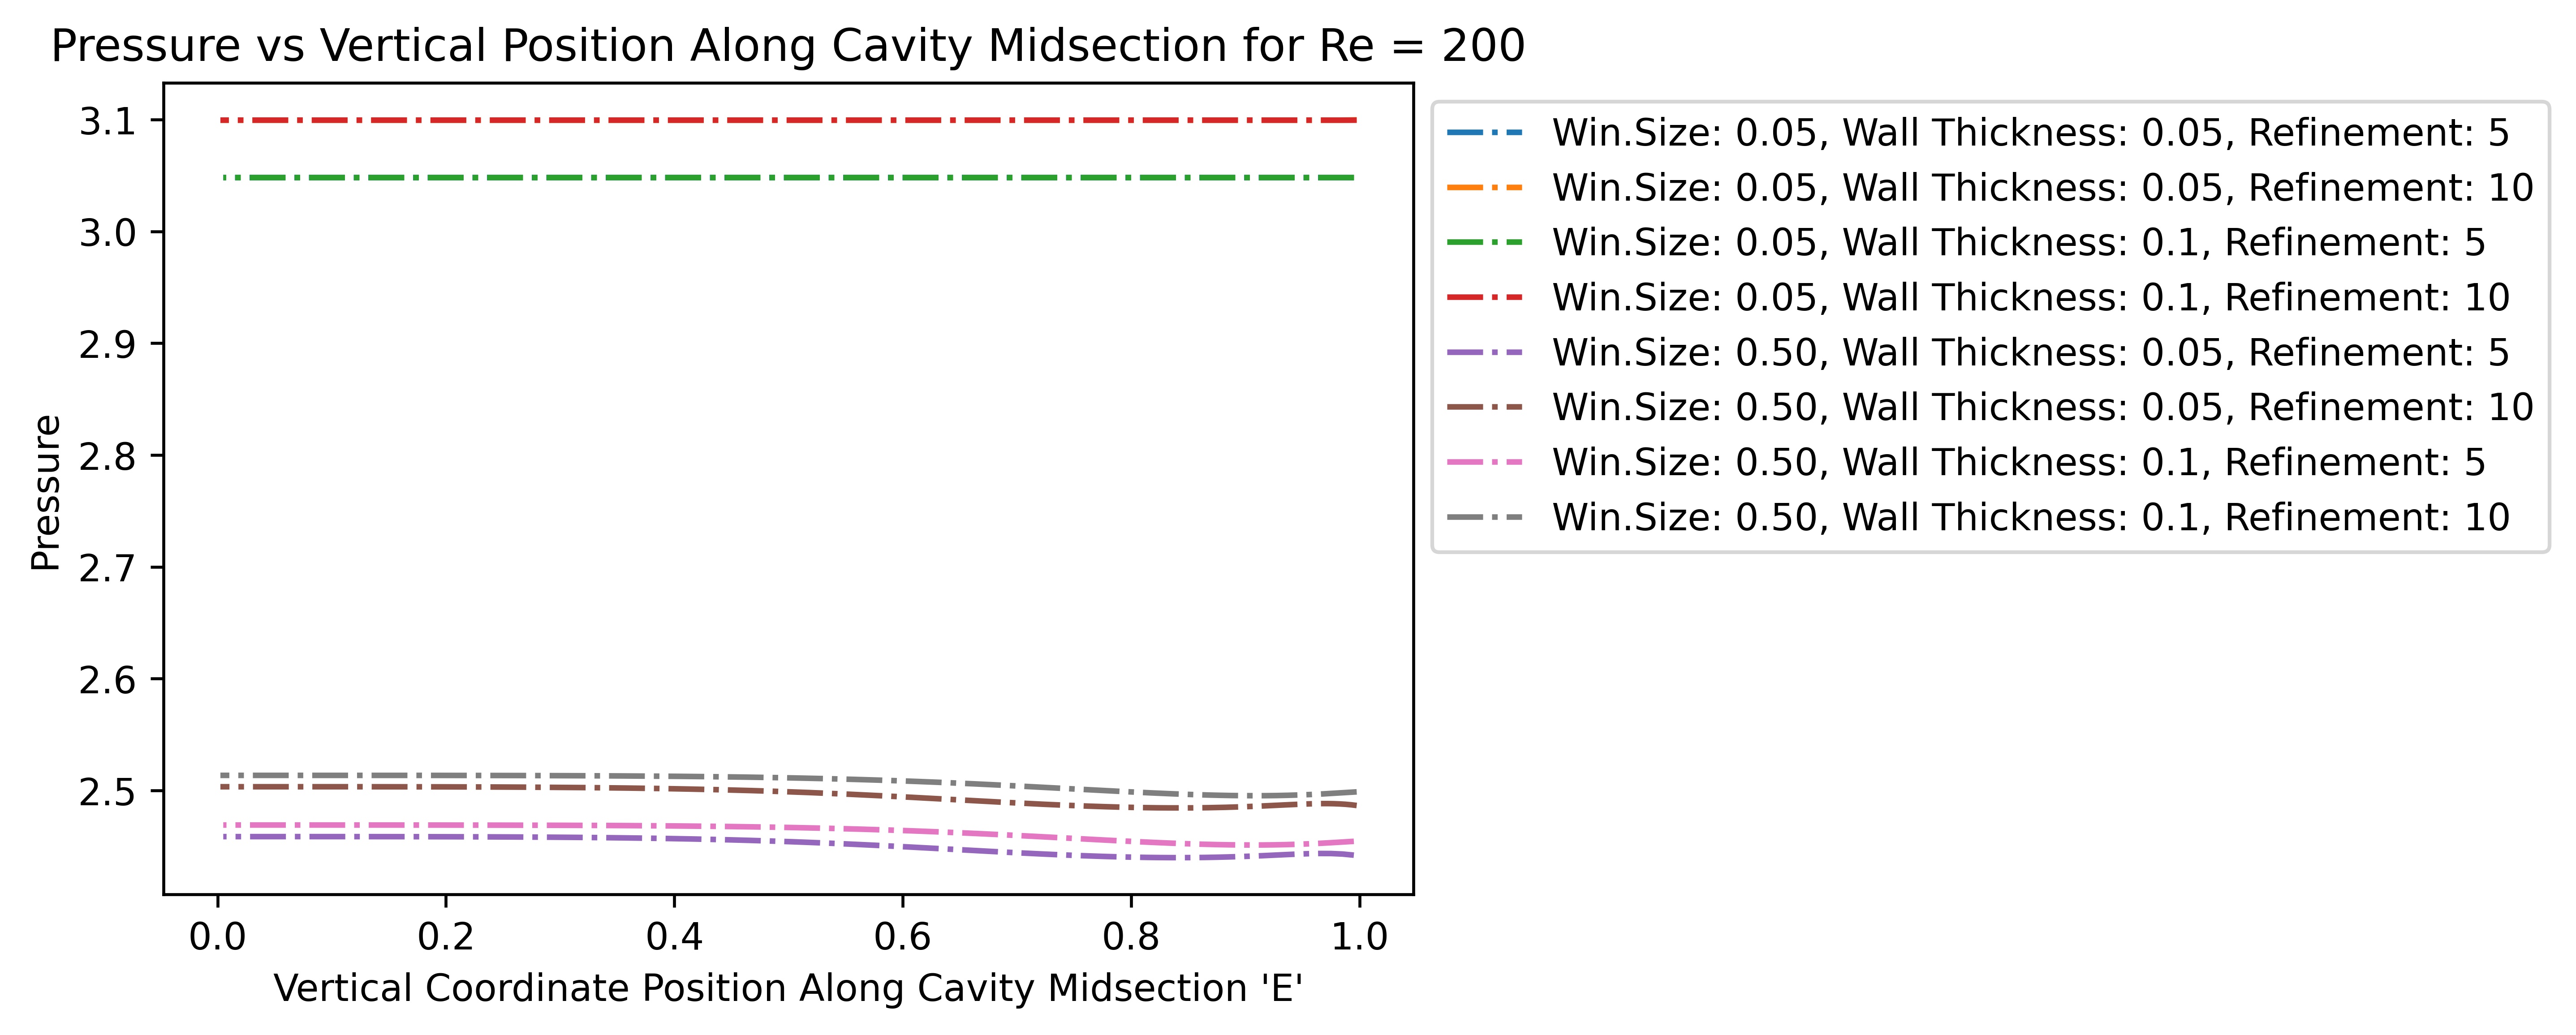 Pressure vs Vertical Position Along Cavity Midsection for Re = 200
Pressure
3.1
3.0
2.9
2.8
2.7
2.6
2.5
0.0 0.2 0.4 0.6 0.8 1.0
Vertical Coordinate Position Along Cavity Midsection 'E'
Win.Size: 0.05, Wall Thickness: 0.05, Refinement: 5
Win.Size: 0.05, Wall Thickness: 0.05, Refinement: 10
Win.Size: 0.05, Wall Thickness: 0.1, Refinement: 5
Win.Size: 0.05, Wall Thickness: 0.1, Refinement: 10
Win.Size: 0.50, Wall Thickness: 0.05, Refinement: 5
Win.Size: 0.50, Wall Thickness: 0.05, Refinement: 10
Win.Size: 0.50, Wall Thickness: 0.1, Refinement: 5
Win.Size: 0.50, Wall Thickness: 0.1, Refinement: 10